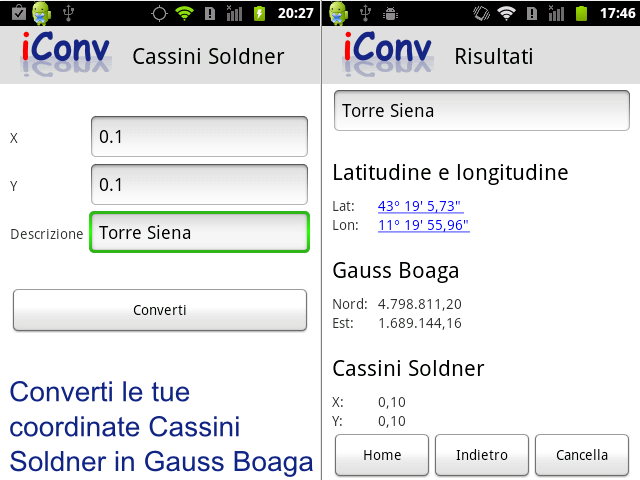 20:27
iConv
Cassini Soldner
X
0.1
Y
0.1
Descrizione
Torre Siena
Converti
Converti le tue
coordinate Cassini
Soldner in Gauss Boaga
17:46
iConv
Risultati
Torre Siena
Latitudine e longitudine
Lat: 43° 19' 5,73"
Lon: 11° 19' 55,96"
Gauss Boaga
Nord: 4.798.811,20
Est: 1.689.144,16
Cassini Soldner
X: 0,10
Y: 0,10
Home Indietro Cancella